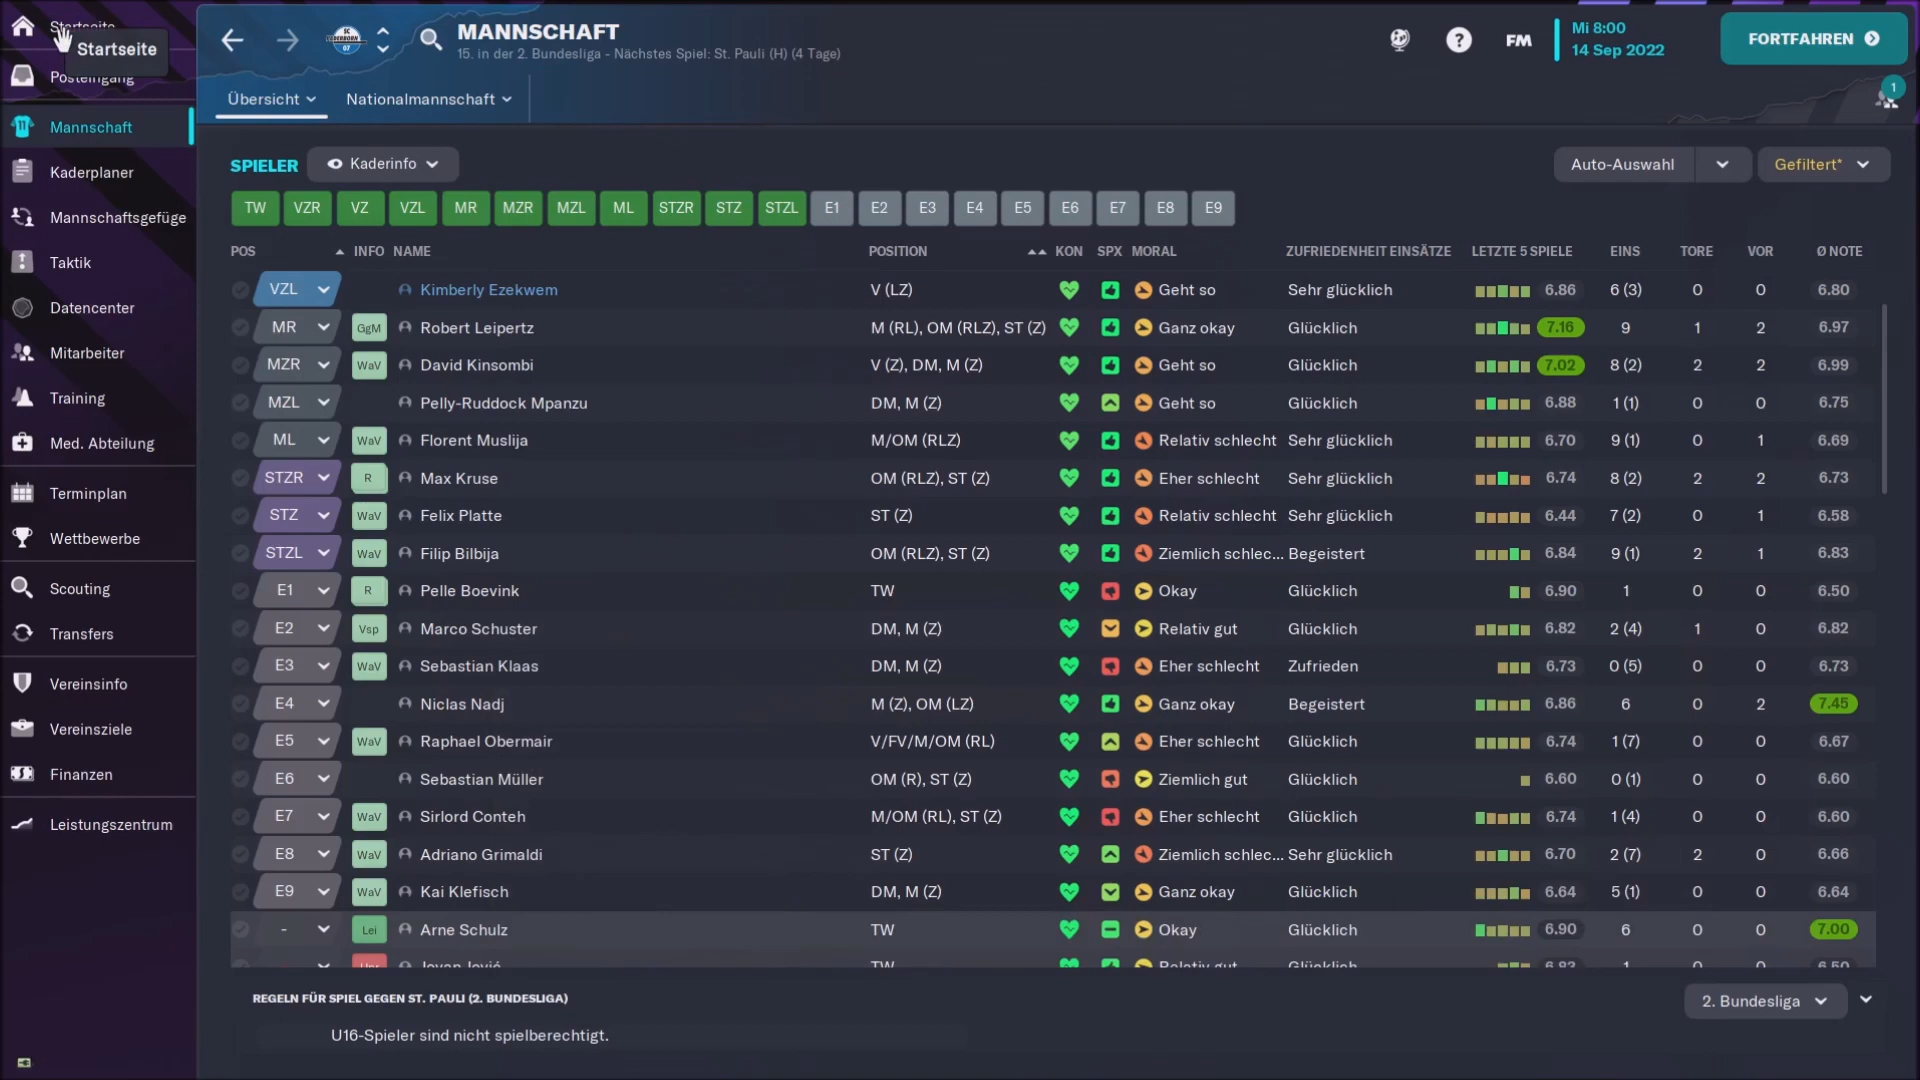 Startseite
Startseite
Posteingang
Mannschaft
Kaderplaner
Mannschaftsgefüge
Taktik
Datencenter
Mitarbeiter
Training
Med. Abteilung
Terminplan
Wettbewerbe
Scouting
Transfers
Vereinsinfo
Vereinsziele
Finanzen
Leistungszentrum
MANNSCHAFT
15. in der 2. Bundesliga - Nächstes Spiel: St. Pauli (H) (4 Tage)
FM
Mi 8:00
14 Sep 2022
FORTFAHREN
1
Übersicht Nationalmannschaft
SPIELER Kaderinfo Auto-Auswahl Gefiltert*
TW VZR VZ VZL MR MZR MZL ML STZR STZ STZL E1 E2 E3 E4 E5 E6 E7 E8 E9
POS INFO NAME POSITION KON SPX MORAL ZUFRIEDENHEIT EINSÄTZE LETZTE 5 SPIELE EINS TORE VOR Ø NOTE
VZL Kimberly Ezekwem V (LZ) Geht so Sehr glücklich 6.86 6 (3) 0 0 6.80
MR GgM Robert Leipertz M (RL), OM (RLZ), ST (Z) Ganz okay Glücklich 7.16 9 1 2 6.97
MZR WaV David Kinsombi V (Z), DM, M (Z) Geht so Glücklich 7.02 8 (2) 2 2 6.99
MZL Pelly-Ruddock Mpanzu DM, M (Z) Geht so Glücklich 6.88 1 (1) 0 0 6.75
ML WaV Florent Muslija M/OM (RLZ) Relativ schlecht Sehr glücklich 6.70 9 (1) 0 1 6.69
STZR R Max Kruse OM (RLZ), ST (Z) Eher schlecht Sehr glücklich 6.74 8 (2) 2 2 6.73
STZ WaV Felix Platte ST (Z) Relativ schlecht Sehr glücklich 6.44 7 (2) 0 1 6.58
STZL WaV Filip Bilbija OM (RLZ), ST (Z) Ziemlich schlec... Begeistert 6.84 9 (1) 2 1 6.83
E1 R Pelle Boevink TW Okay Glücklich 6.90 1 0 0 6.50
E2 Vsp Marco Schuster DM, M (Z) Relativ gut Glücklich 6.82 2 (4) 1 0 6.82
E3 WaV Sebastian Klaas DM, M (Z) Eher schlecht Zufrieden 6.73 0 (5) 0 0 6.73
E4 Niclas Nadj M (Z), OM (LZ) Ganz okay Begeistert 6.86 6 0 2 7.45
E5 WaV Raphael Obermair V/FV/M/OM (RL) Eher schlecht Glücklich 6.74 1 (7) 0 0 6.67
E6 Sebastian Müller OM (R), ST (Z) Ziemlich gut Glücklich 6.60 0 (1) 0 0 6.60
E7 WaV Sirlord Conteh M/OM (RL), ST (Z) Eher schlecht Glücklich 6.74 1 (4) 0 0 6.60
E8 WaV Adriano Grimaldi ST (Z) Ziemlich schlec... Sehr glücklich 6.70 2 (7) 2 0 6.66
E9 WaV Kai Klefisch DM, M (Z) Ganz okay Glücklich 6.64 5 (1) 0 0 6.64
- Lei Arne Schulz TW Okay Glücklich 6.90 6 0 0 7.00
Jovan Jović TW Relativ gut Glücklich 6.83 1 0 0 6.50
REGELN FÜR SPIEL GEGEN ST. PAULI (2. BUNDESLIGA)
2. Bundesliga
U16-Spieler sind nicht spielberechtigt.